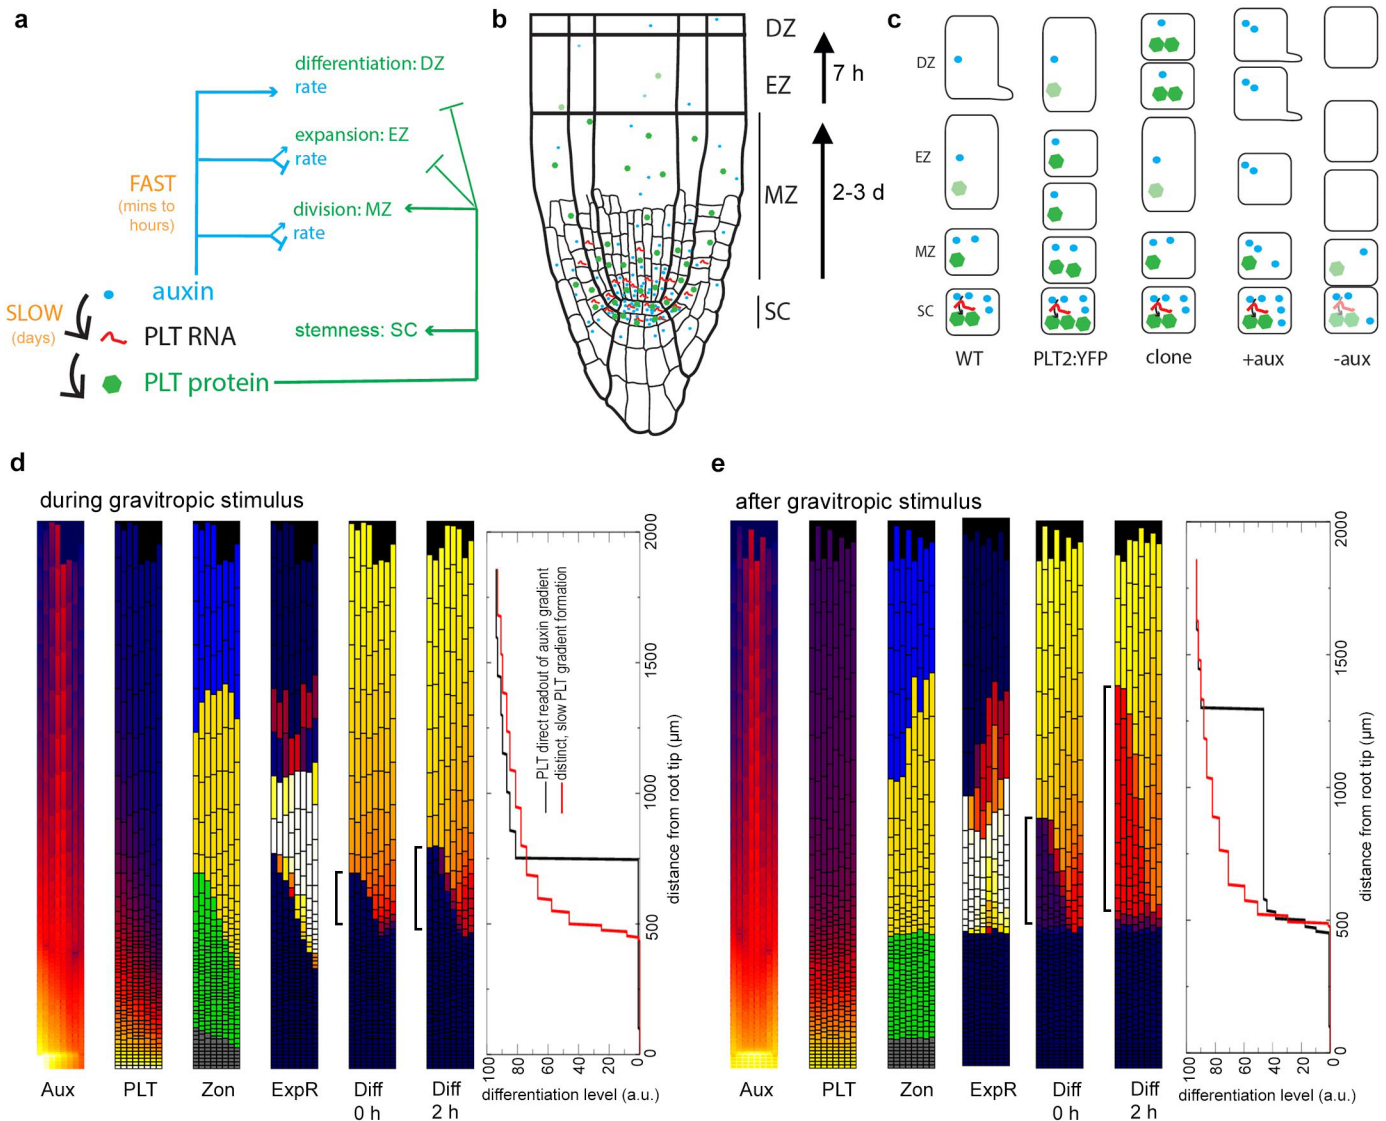 a
differentiation: DZ
rate
expansion: EZ
rate
FAST
(mins to
hours)
division: MZ
rate
auxin
SLOW
(days)
PLT RNA
stemness: SC
PLT protein
b
DZ
EZ
MZ
SC
7 h
2-3 d
c
DZ
EZ
MZ
SC
WT
PLT2:YFP
clone
+aux
-aux
d
during gravitropic stimulus
Aux
PLT
Zon
ExpR
Diff
0 h
Diff
2 h
PLT direct readout of auxin gradient
distinct, slow PLT gradient formation
0
500
1000
1500
2000
distance from root tip (µm)
100
80
60
40
20
0
differentiation level (a.u.)
e
after gravitropic stimulus
Aux
PLT
Zon
ExpR
Diff
0 h
Diff
2 h
0
500
1000
1500
2000
distance from root tip (µm)
100
80
60
40
20
0
differentiation level (a.u.)